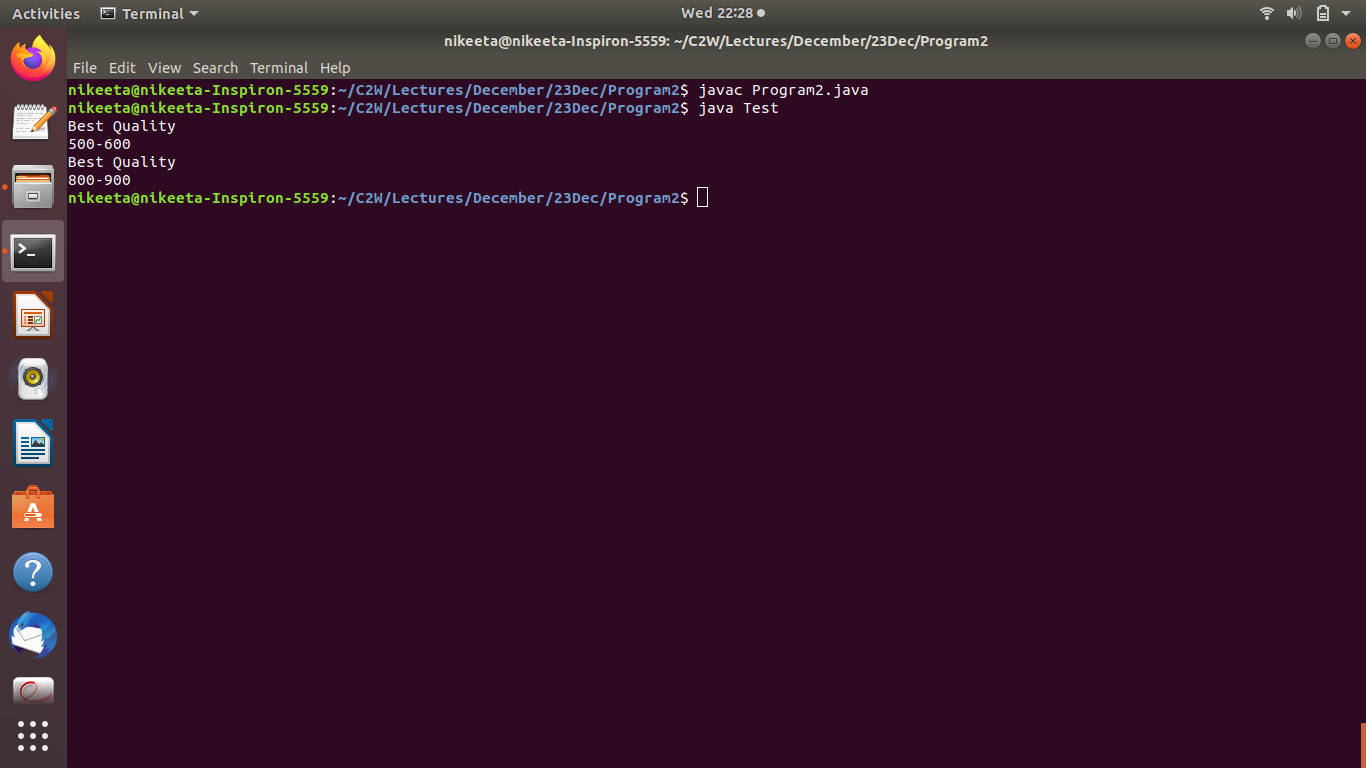 Activities Terminal Wed 22:28
nikeeta@nikeeta-Inspiron-5559: ~/C2W/Lectures/December/23Dec/Program2
File Edit View Search Terminal Help
nikeeta@nikeeta-Inspiron-5559:~/C2W/Lectures/December/23Dec/Program2$ javac Program2.java
nikeeta@nikeeta-Inspiron-5559:~/C2W/Lectures/December/23Dec/Program2$ java Test
Best Quality
500-600
Best Quality
800-900
nikeeta@nikeeta-Inspiron-5559:~/C2W/Lectures/December/23Dec/Program2$